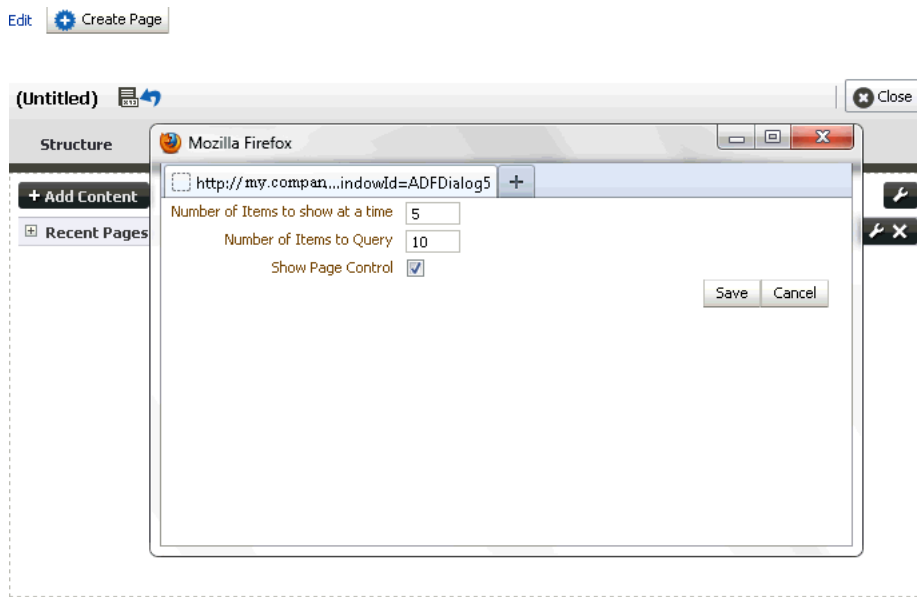 Edit Create Page
(Untitled) Close
Structure
Mozilla Firefox
http://my.compan...indowId=ADFDialog5 +
+ Add Content
Number of Items to show at a time 5
Recent Pages
Number of Items to Query 10
Show Page Control
Save Cancel